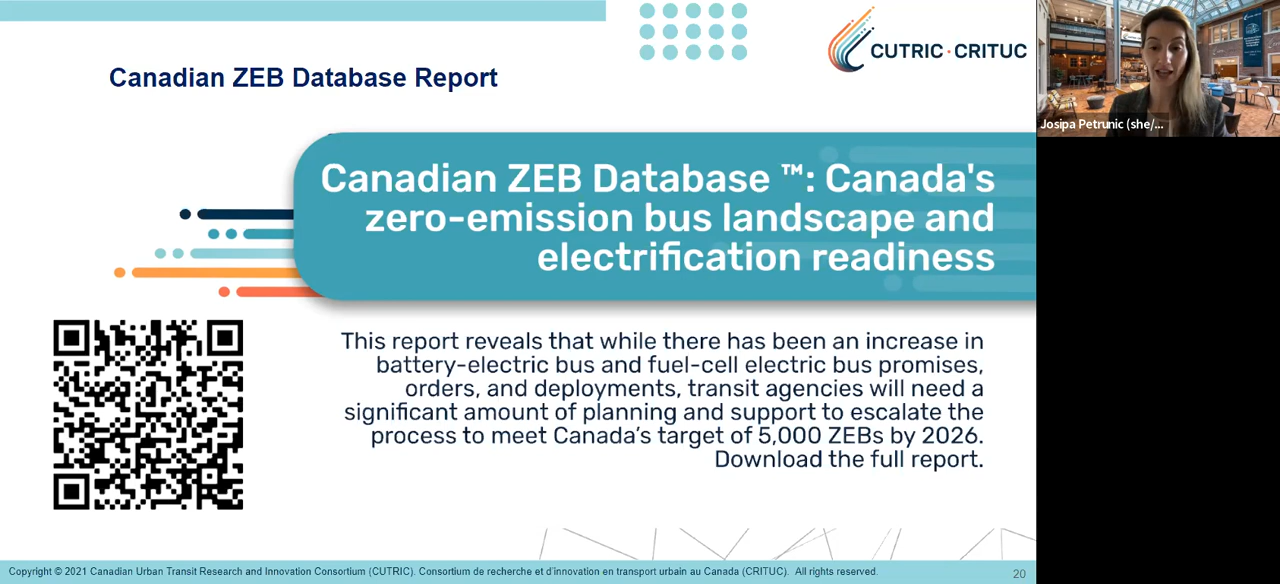 CUTRIC·CRITUC
Canadian ZEB Database Report
Canadian ZEB Database ™: Canada's
zero-emission bus landscape and
electrification readiness
This report reveals that while there has been an increase in
battery-electric bus and fuel-cell electric bus promises,
orders, and deployments, transit agencies will need a
significant amount of planning and support to escalate the
process to meet Canada's target of 5,000 ZEBs by 2026.
Download the full report.
Copyright © 2021 Canadian Urban Transit Research and Innovation Consortium (CUTRIC). Consortium de recherche et d'innovation en transport urbain au Canada (CRITUC). All rights reserved.
20
Josipa Petrunic (she/...